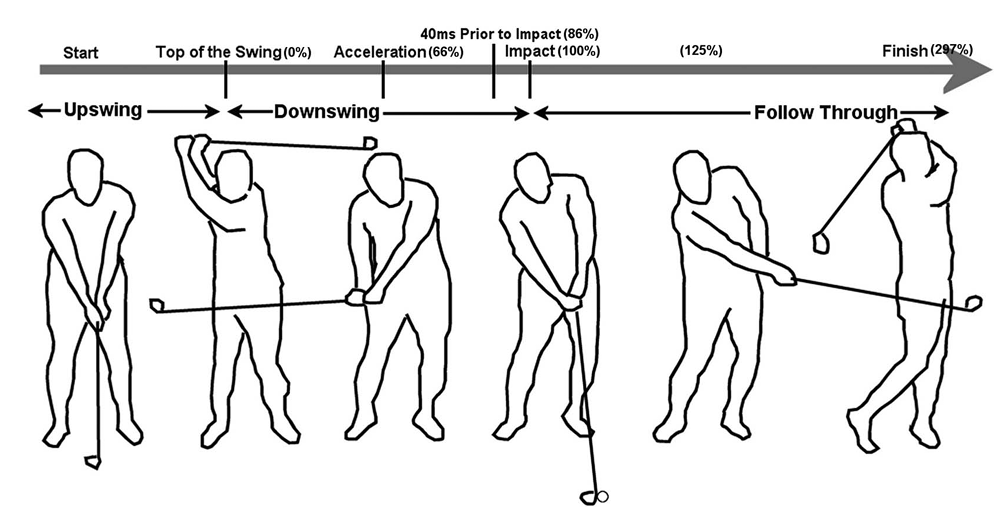 40ms Prior to Impact (86%)
Start Top of the Swing (0%) Acceleration (66%) Impact (100%) (125%) Finish (297%)
Upswing Downswing Follow Through